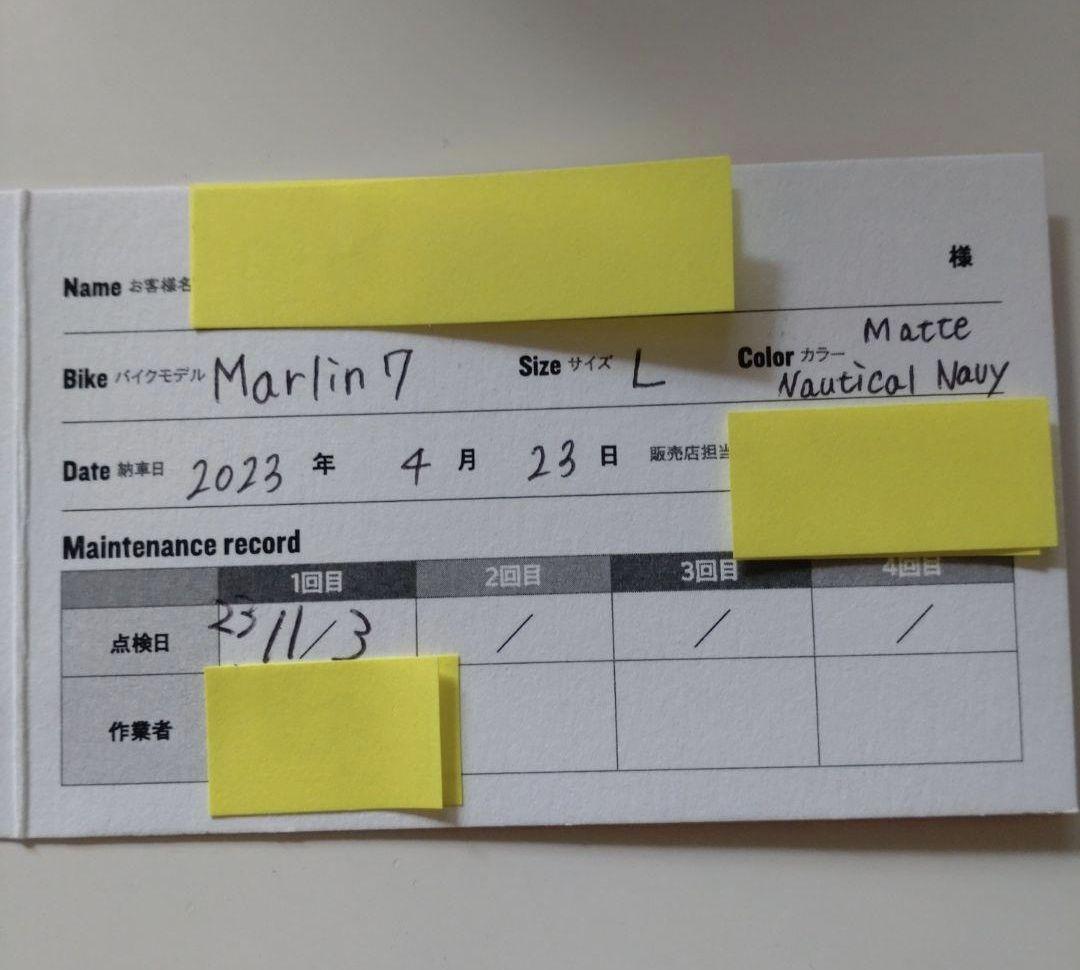 Name お客様名 様
Bike バイクモデル Marlin 7 Size サイズ L Color カラー Matte
Nautical Navy
Date 納車日 2023 年 4 月 23 日 販売店担当
Maintenance record
1回目 2回目 3回目 4回目
点検日 23 11/3 / / /
作業者